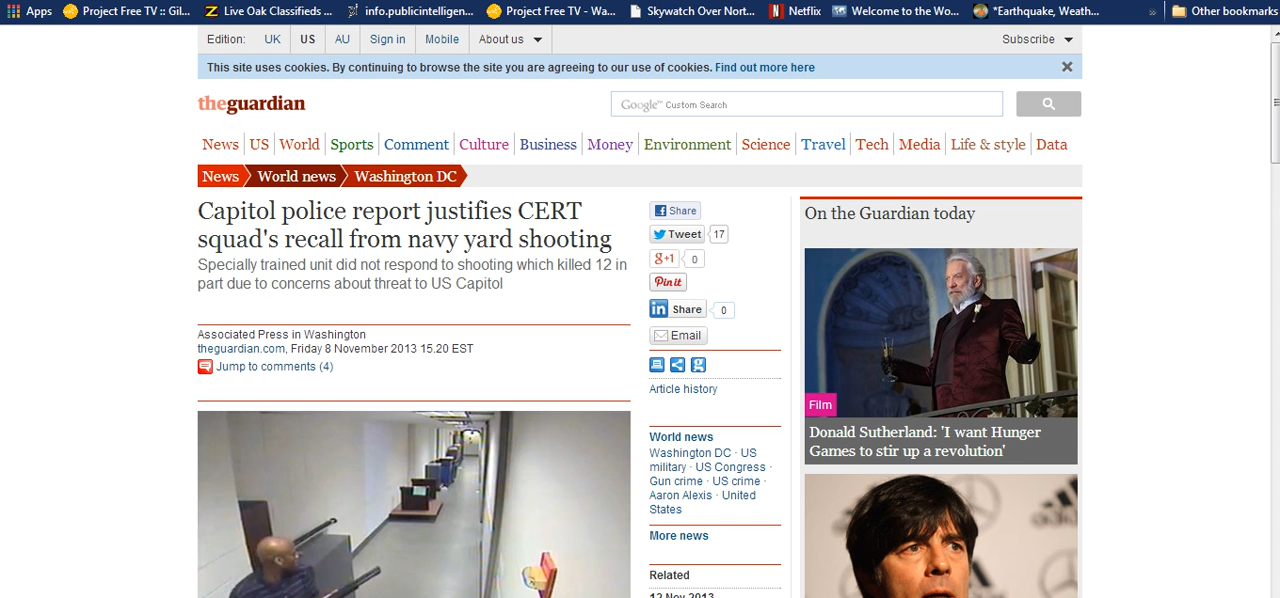 Apps Project Free TV :: Gil... Live Oak Classifieds ... info.publicintelligen... Project Free TV - Wa... Skywatch Over Nort... Netflix Welcome to the Wo... *Earthquake, Weath... » Other bookmarks
Edition: UK US AU Sign in Mobile About us Subscribe
This site uses cookies. By continuing to browse the site you are agreeing to our use of cookies. Find out more here
theguardian
Google™ Custom Search
News US World Sports Comment Culture Business Money Environment Science Travel Tech Media Life & style Data
News World news Washington DC
Capitol police report justifies CERT
squad's recall from navy yard shooting
Specially trained unit did not respond to shooting which killed 12 in
part due to concerns about threat to US Capitol
Associated Press in Washington
theguardian.com, Friday 8 November 2013 15.20 EST
Jump to comments (4)
Share
Tweet 17
g+1 0
Pin it
in Share 0
Email
Article history
World news
Washington DC · US
military · US Congress ·
Gun crime · US crime ·
Aaron Alexis · United
States
More news
Related
12 Nov 2013
On the Guardian today
Film
Donald Sutherland: 'I want Hunger
Games to stir up a revolution'